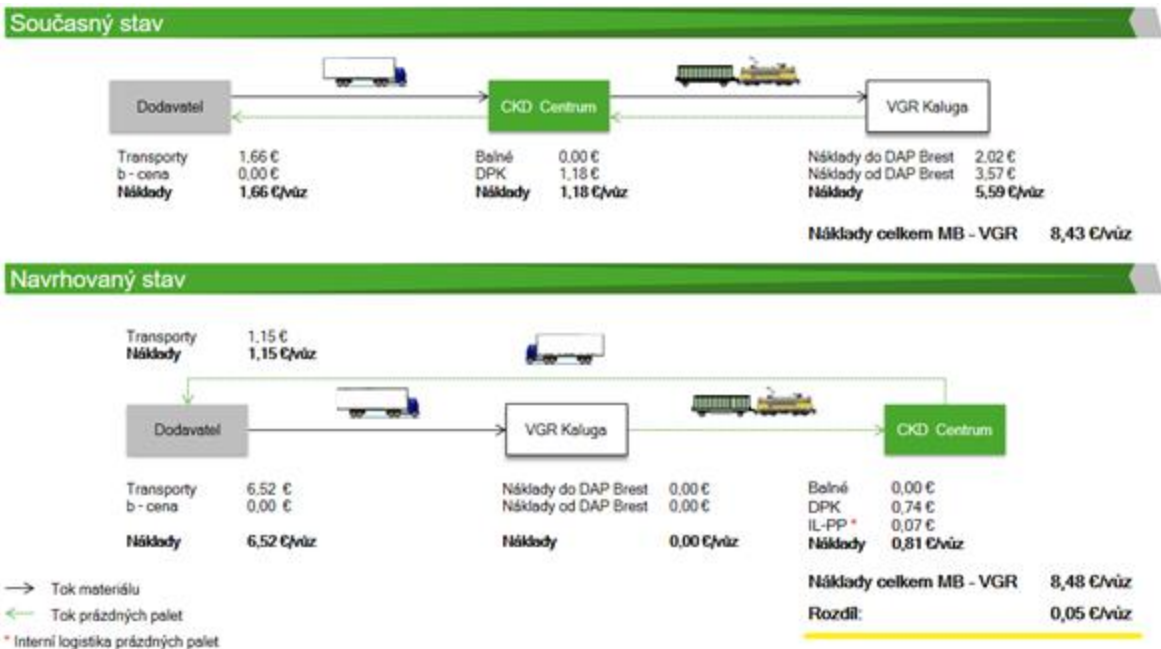 Současný stav
Dodavatel
CKD Centrum
VGR Kaluga
Transporty 1,66 €
b - cena 0,00 €
Náklady 1,66 €/vůz
Balné 0,00 €
DPK 1,18 €
Náklady 1,18 €/vůz
Náklady do DAP Brest 2,02 €
Náklady od DAP Brest 3,57 €
Náklady 5,59 €/vůz
Náklady celkem MB - VGR 8,43 €/vůz
Navrhovaný stav
Transporty 1,15 €
Náklady 1,15 €/vůz
Dodavatel
VGR Kaluga
CKD Centrum
Transporty 6,52 €
b - cena 0,00 €
Náklady 6,52 €/vůz
Náklady do DAP Brest 0,00 €
Náklady od DAP Brest 0,00 €
Náklady 0,00 €/vůz
Balné 0,00 €
DPK 0,74 €
IL-PP * 0,07 €
Náklady 0,81 €/vůz
Náklady celkem MB - VGR 8,48 €/vůz
Rozdíl: 0,05 €/vůz
Tok materiálu
Tok prázdných palet
* Interní logistika prázdných palet